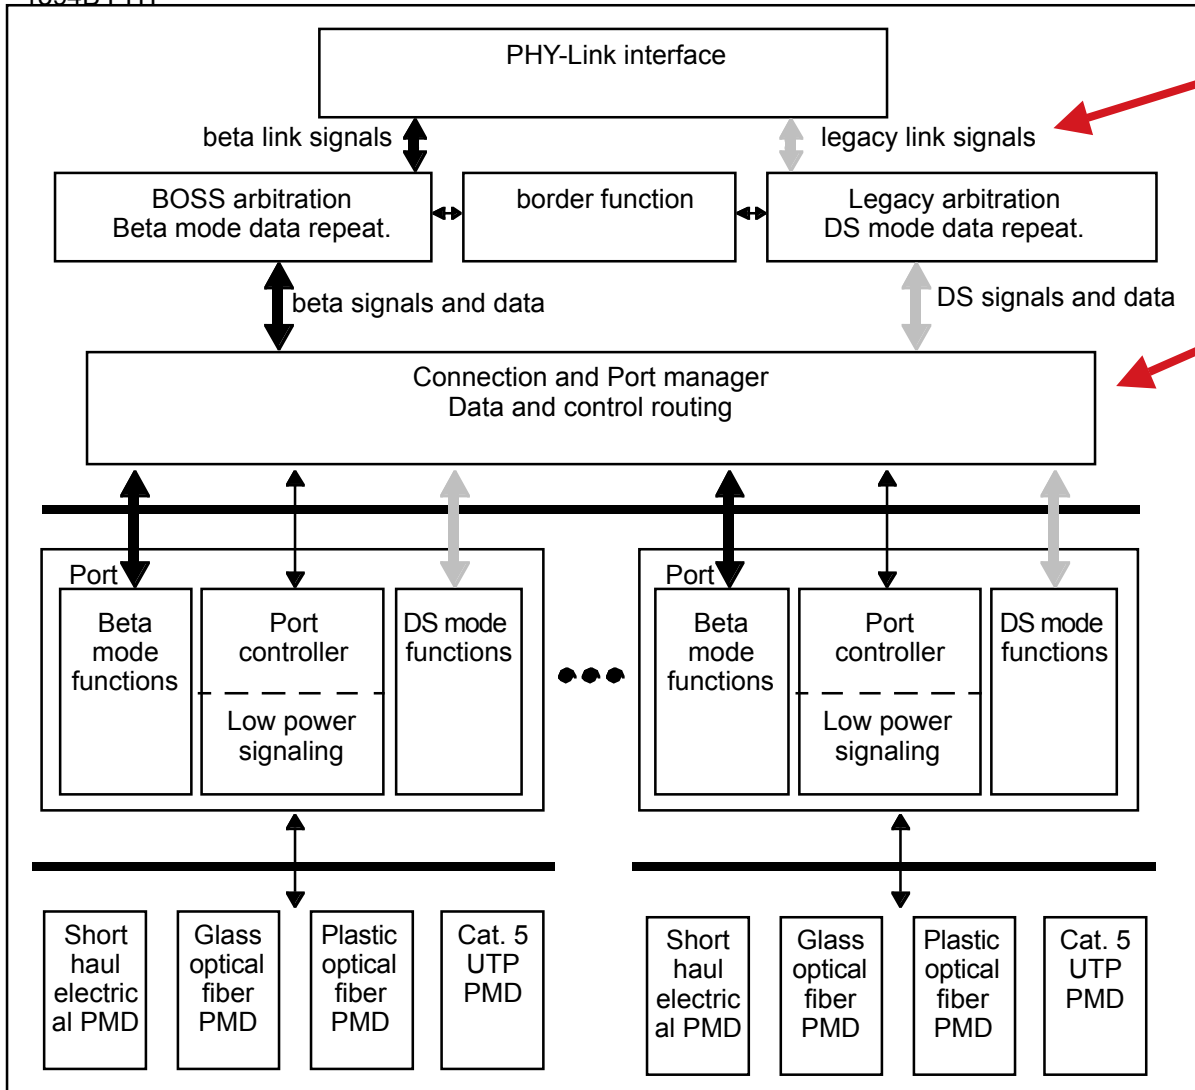 PHY-Link interface
beta link signals
legacy link signals
BOSS arbitration
Beta mode data repeat.
border function
Legacy arbitration
DS mode data repeat.
beta signals and data
DS signals and data
Connection and Port manager
Data and control routing
Port
Beta
mode
functions
Port
controller
Low power
signaling
DS mode
functions
Port
Beta
mode
functions
Port
controller
Low power
signaling
DS mode
functions
Short
haul
electric
al PMD
Glass
optical
fiber
PMD
Plastic
optical
fiber
PMD
Cat. 5
UTP
PMD
Short
haul
electric
al PMD
Glass
optical
fiber
PMD
Plastic
optical
fiber
PMD
Cat. 5
UTP
PMD